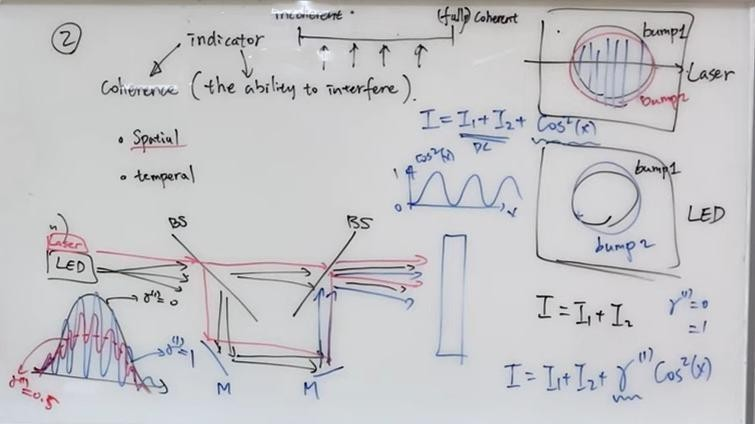 2
indicator
incoherent.
(fully) coherent
Coherence (the ability to interfere).
• Spatial
• temperal
bump1
Laser
bump2
I = I₁ + I₂ + Cos²(x)
DC
cos²(x)
1
0
x
bump1
LED
bump2
BS
BS
Laser
LED
M
M
γ⁽¹⁾=0
γ⁽¹⁾=1
γ⁽¹⁾=0.5
I = I₁ + I₂
γ⁽¹⁾=0
=1
I = I₁ + I₂ + γ⁽¹⁾ Cos²(x)